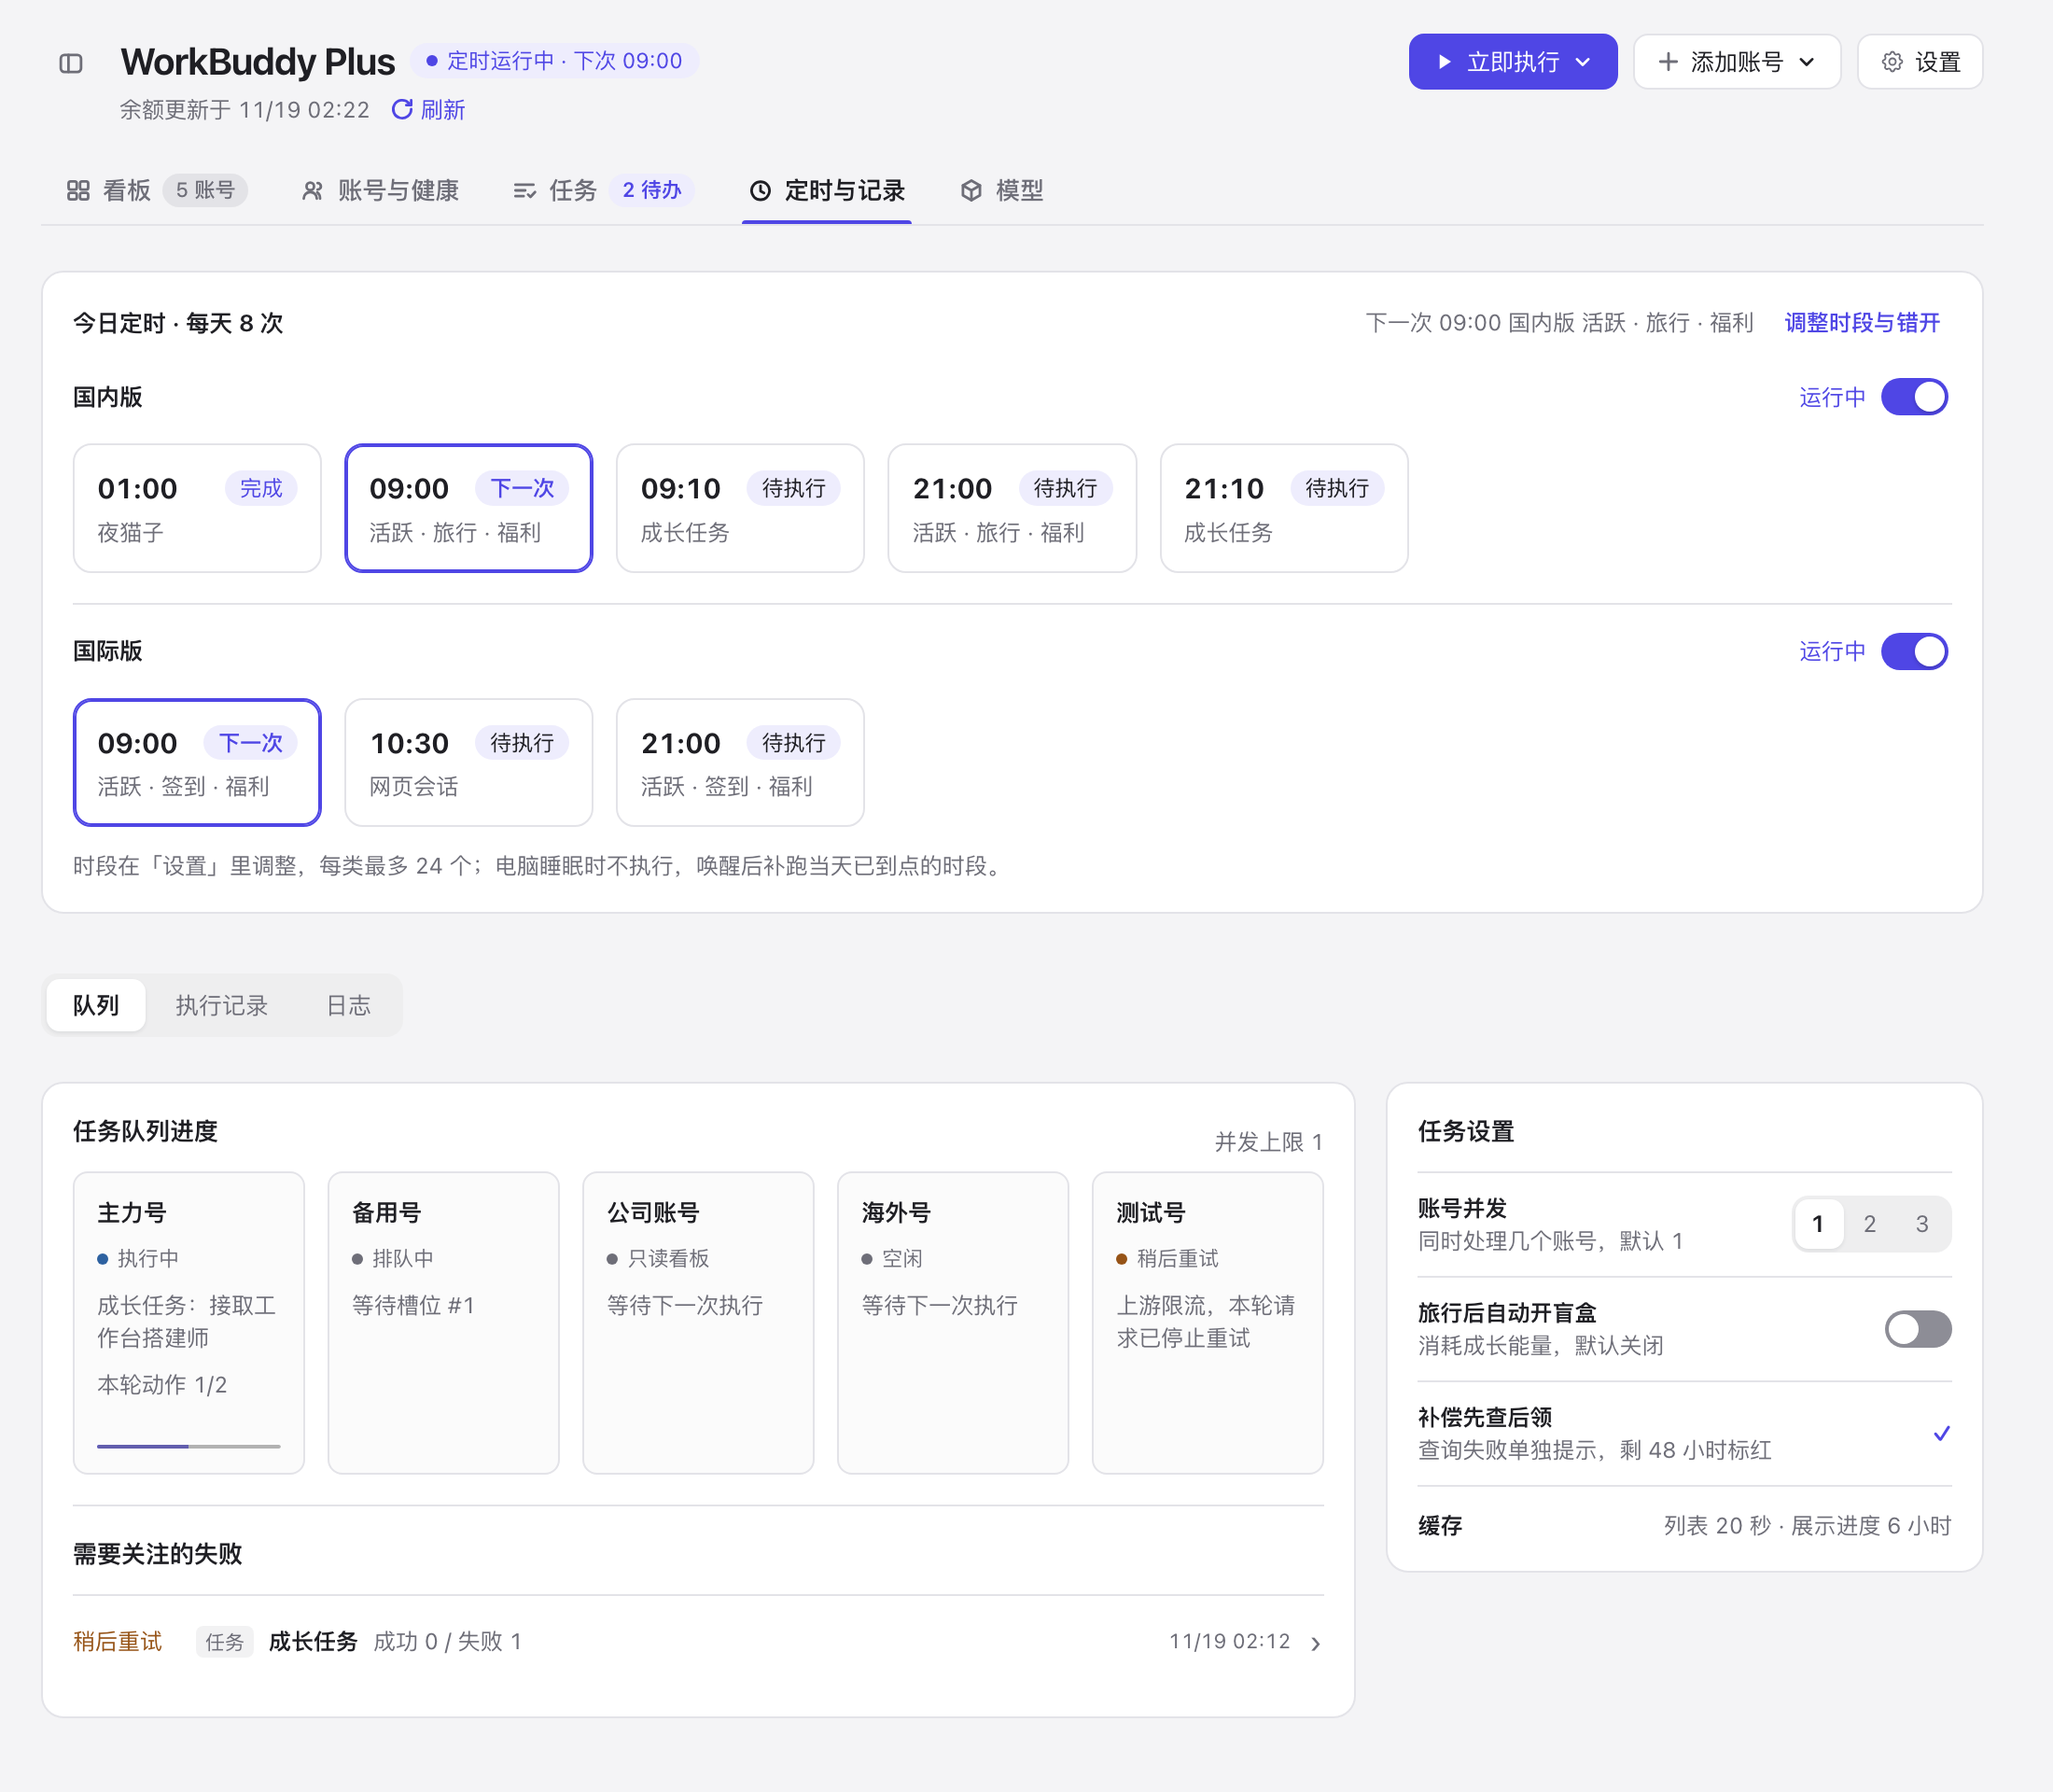 WorkBuddy Plus
定时运行中 · 下次 09:00
立即执行
添加账号
设置
余额更新于 11/19 02:22 刷新
看板 5 账号
账号与健康
任务 2 待办
定时与记录
模型
今日定时 · 每天 8 次
下一次 09:00 国内版 活跃 · 旅行 · 福利 调整时段与错开
国内版
运行中
01:00 完成
夜猫子
09:00 下一次
活跃 · 旅行 · 福利
09:10 待执行
成长任务
21:00 待执行
活跃 · 旅行 · 福利
21:10 待执行
成长任务
国际版
运行中
09:00 下一次
活跃 · 签到 · 福利
10:30 待执行
网页会话
21:00 待执行
活跃 · 签到 · 福利
时段在「设置」里调整，每类最多 24 个；电脑睡眠时不执行，唤醒后补跑当天已到点的时段。
队列
执行记录
日志
任务队列进度
并发上限 1
主力号
执行中
成长任务：接取工
作台搭建师
本轮动作 1/2
备用号
排队中
等待槽位 #1
公司账号
只读看板
等待下一次执行
海外号
空闲
等待下一次执行
测试号
稍后重试
上游限流，本轮请
求已停止重试
需要关注的失败
稍后重试 任务 成长任务 成功 0 / 失败 1 11/19 02:12
任务设置
账号并发
同时处理几个账号，默认 1
1 2 3
旅行后自动开盲盒
消耗成长能量，默认关闭
补偿先查后领
查询失败单独提示，剩 48 小时标红
缓存 列表 20 秒 · 展示进度 6 小时